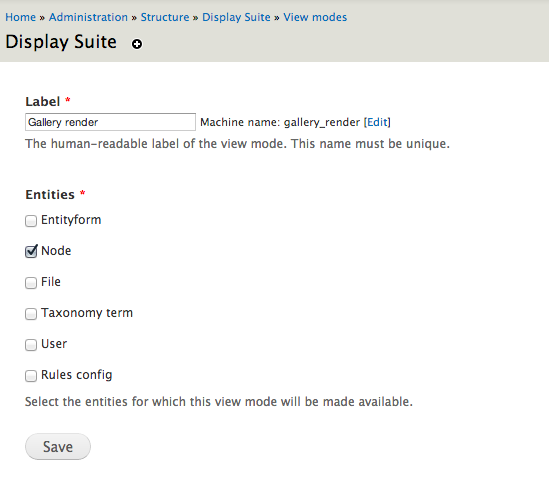 Home » Administration » Structure » Display Suite » View modes
Display Suite
Label *
Gallery render Machine name: gallery_render [Edit]
The human-readable label of the view mode. This name must be unique.
Entities *
Entityform
Node
File
Taxonomy term
User
Rules config
Select the entities for which this view mode will be made available.
Save